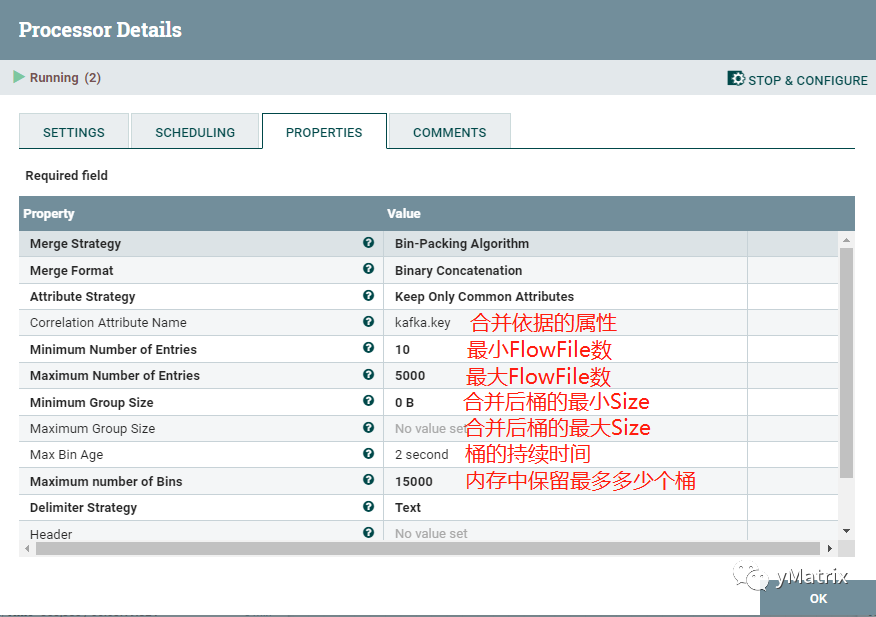 Processor Details
Running (2)
STOP & CONFIGURE
SETTINGS SCHEDULING PROPERTIES COMMENTS
Required field
Property Value
Merge Strategy Bin-Packing Algorithm
Merge Format Binary Concatenation
Attribute Strategy Keep Only Common Attributes
Correlation Attribute Name kafka.key 合并依据的属性
Minimum Number of Entries 10 最小FlowFile数
Maximum Number of Entries 5000 最大FlowFile数
Minimum Group Size 0 B 合并后桶的最小Size
Maximum Group Size No value set 合并后桶的最大Size
Max Bin Age 2 second 桶的持续时间
Maximum number of Bins 15000 内存中保留最多多少个桶
Delimiter Strategy Text
Header No value set
yMatrix
OK